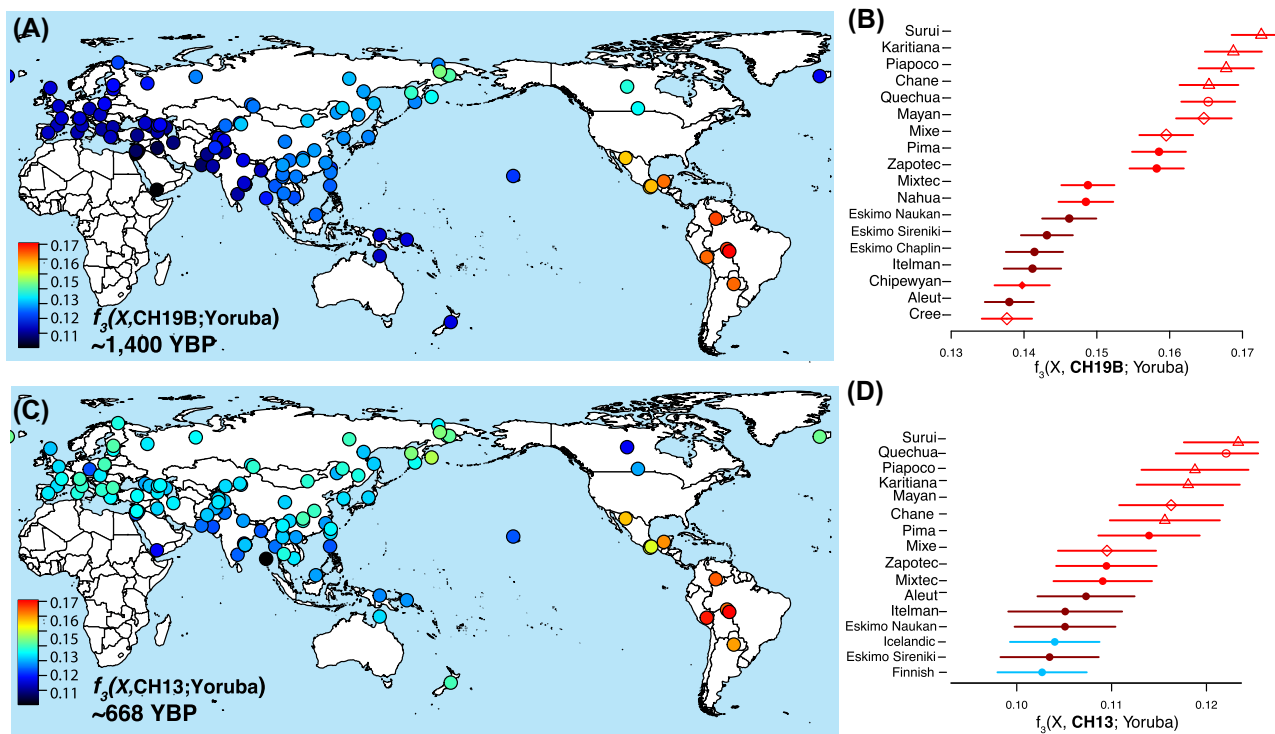 (A)
0.17
0.16
0.15
0.14
0.13
0.12
0.11
f3(X,CH19B;Yoruba)
~1,400 YBP
(B)
Surui
Karitiana
Piapoco
Chane
Quechua
Mayan
Mixe
Pima
Zapotec
Mixtec
Nahua
Eskimo Naukan
Eskimo Sireniki
Eskimo Chaplin
Itelman
Chipewyan
Aleut
Cree
0.13 0.14 0.15 0.16 0.17
f3(X, CH19B; Yoruba)
(C)
0.17
0.16
0.15
0.14
0.13
0.12
0.11
f3(X,CH13;Yoruba)
~668 YBP
(D)
Surui
Quechua
Piapoco
Karitiana
Mayan
Chane
Pima
Mixe
Zapotec
Mixtec
Aleut
Itelman
Eskimo Naukan
Icelandic
Eskimo Sireniki
Finnish
0.10 0.11 0.12
f3(X, CH13; Yoruba)